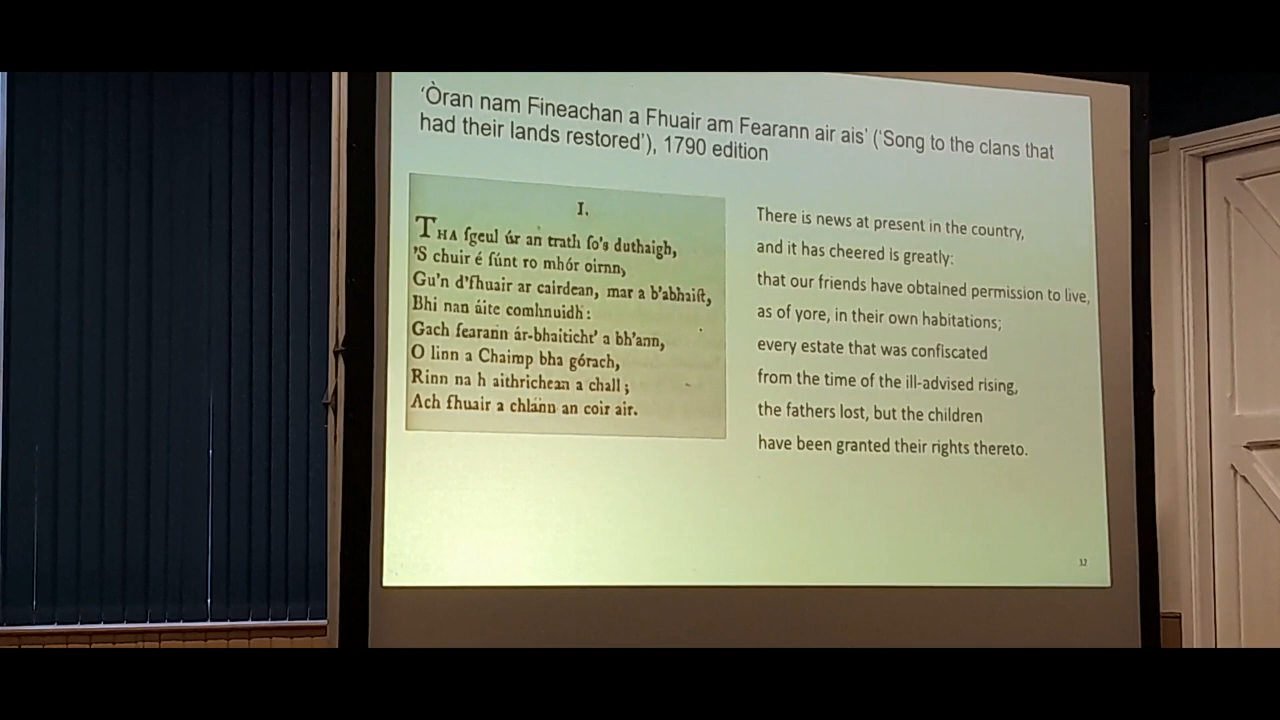 ‘Òran nam Fineachan a Fhuair am Fearann air ais’ (‘Song to the clans that
had their lands restored’), 1790 edition
I.
THA ſgeul úr an trath ſo's duthaigh,
'S chuir é ſúnt ro mhór oirnn,
Gu'n d'ſhuair ar cairdean, mar a b'abhaiſt,
Bhi nan áite comhnuidh:
Gach fearann ár-bhaiticht' a bh'ann,
O linn a Chaimp bha górach,
Rinn na h aithrichean a chall;
Ach fhuair a chlánn an coir air.
There is news at present in the country,
and it has cheered is greatly:
that our friends have obtained permission to live,
as of yore, in their own habitations;
every estate that was confiscated
from the time of the ill-advised rising,
the fathers lost, but the children
have been granted their rights thereto.
32